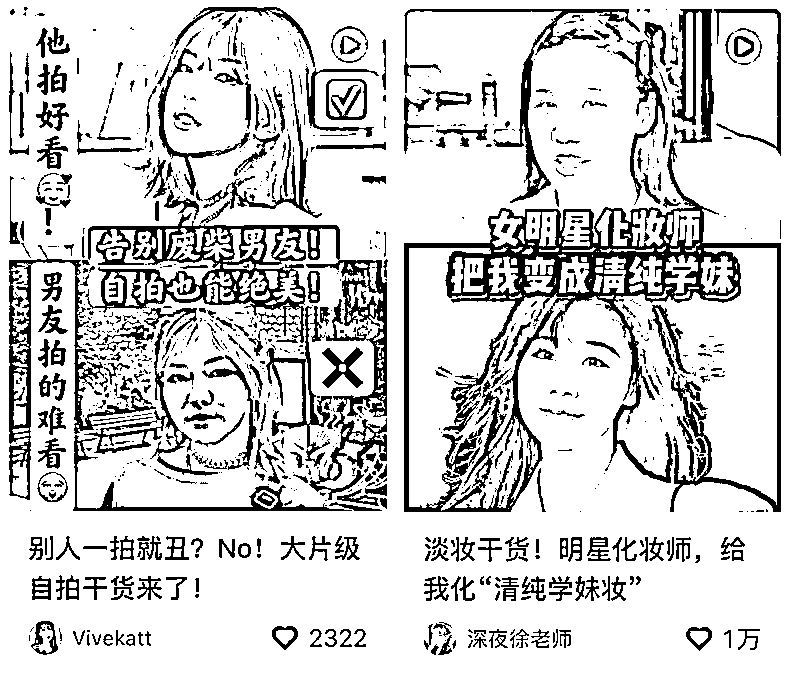 他拍好看!
告别废柴男友!
自拍也能绝美!
男友拍的难看
别人一拍就丑?No!大片级
自拍干货来了!
Vivekatt
2322
女明星化妝师
把我变成清纯学妹
淡妆干货!明星化妆师，给
我化“清纯学妹妆”
深夜徐老师
1万